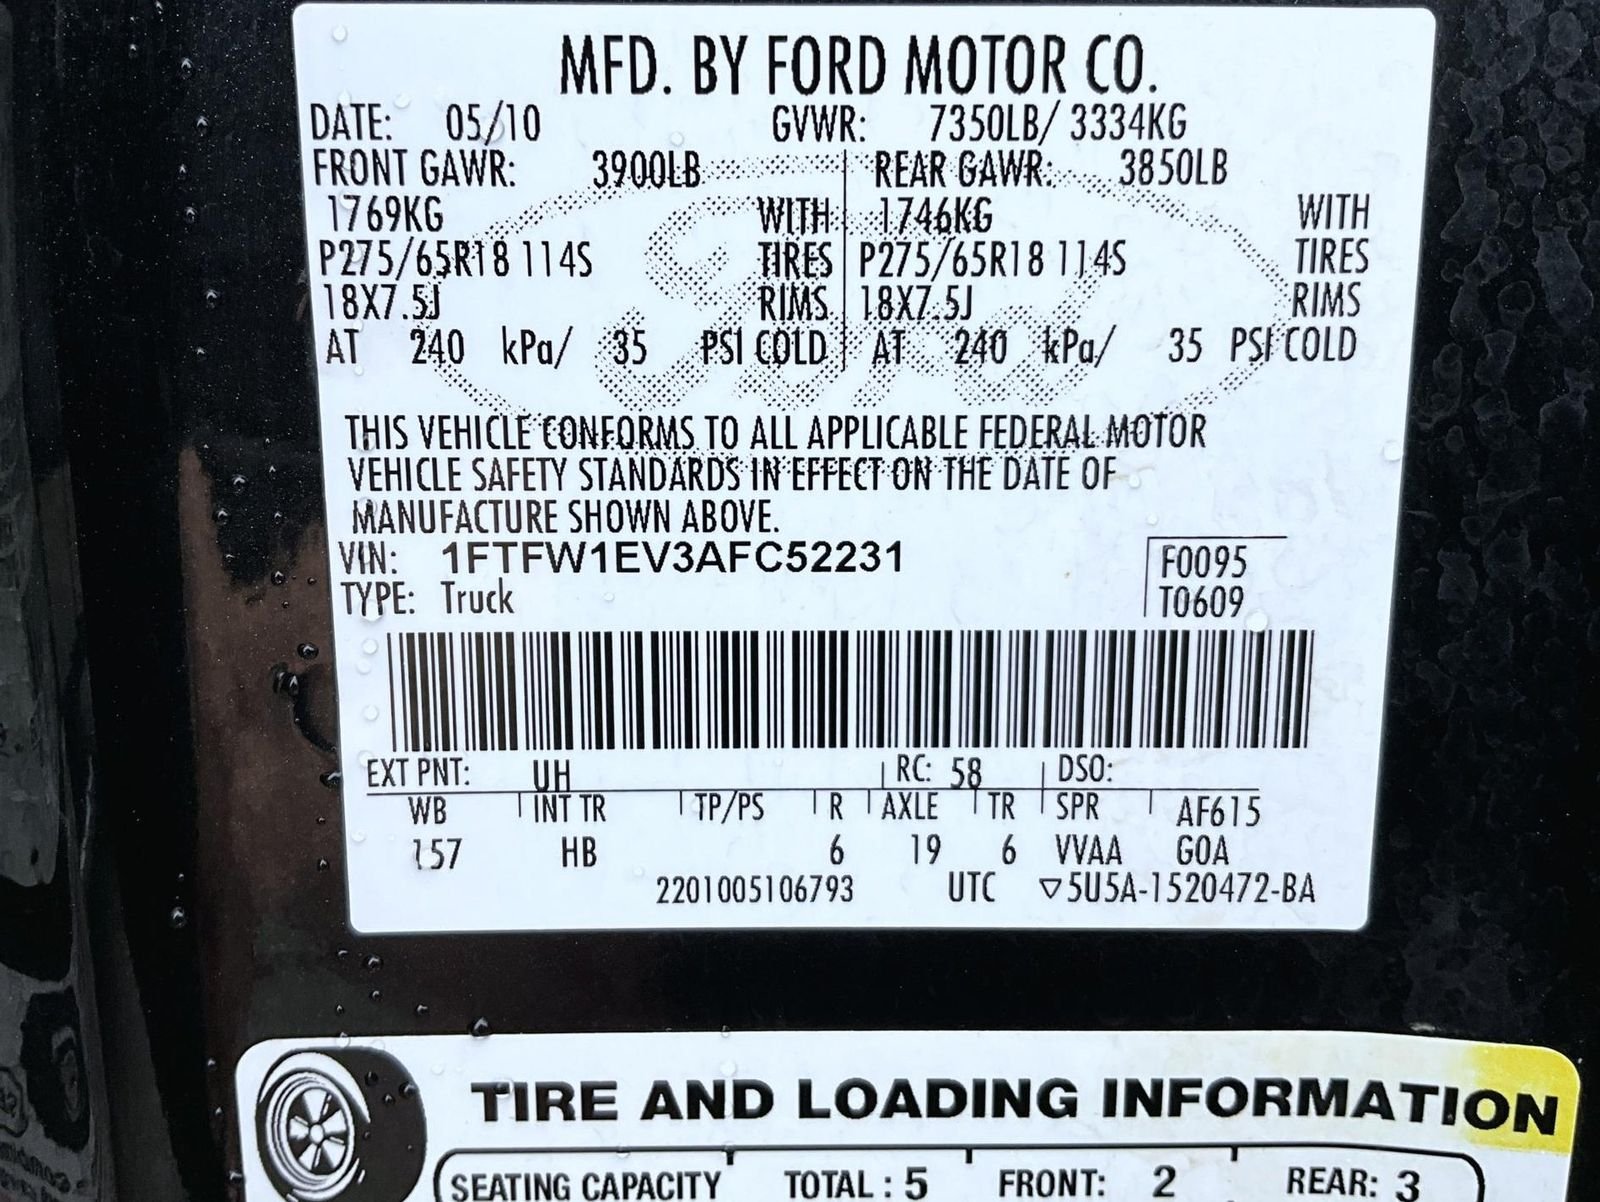 MFD. BY FORD MOTOR CO.
DATE: 05/10 GVWR: 7350LB/ 3334KG
FRONT GAWR: 3900LB REAR GAWR: 3850LB
1769KG WITH 1746KG WITH
P275/65R18 114S TIRES P275/65R18 114S TIRES
18X7.5J RIMS 18X7.5J RIMS
AT 240 kPa/ 35 PSI COLD AT 240 kPa/ 35 PSI COLD
THIS VEHICLE CONFORMS TO ALL APPLICABLE FEDERAL MOTOR
VEHICLE SAFETY STANDARDS IN EFFECT ON THE DATE OF
MANUFACTURE SHOWN ABOVE.
VIN: 1FTFW1EV3AFC52231 F0095
TYPE: Truck T0609
EXT PNT: UH RC: 58 DSO:
WB INT TR TP/PS R AXLE TR SPR AF615
157 HB 6 19 6 VVAA GOA
2201005106793 UTC ▽5U5A-1520472-BA
TIRE AND LOADING INFORMATION
SEATING CAPACITY TOTAL : 5 FRONT: 2 REAR: 3